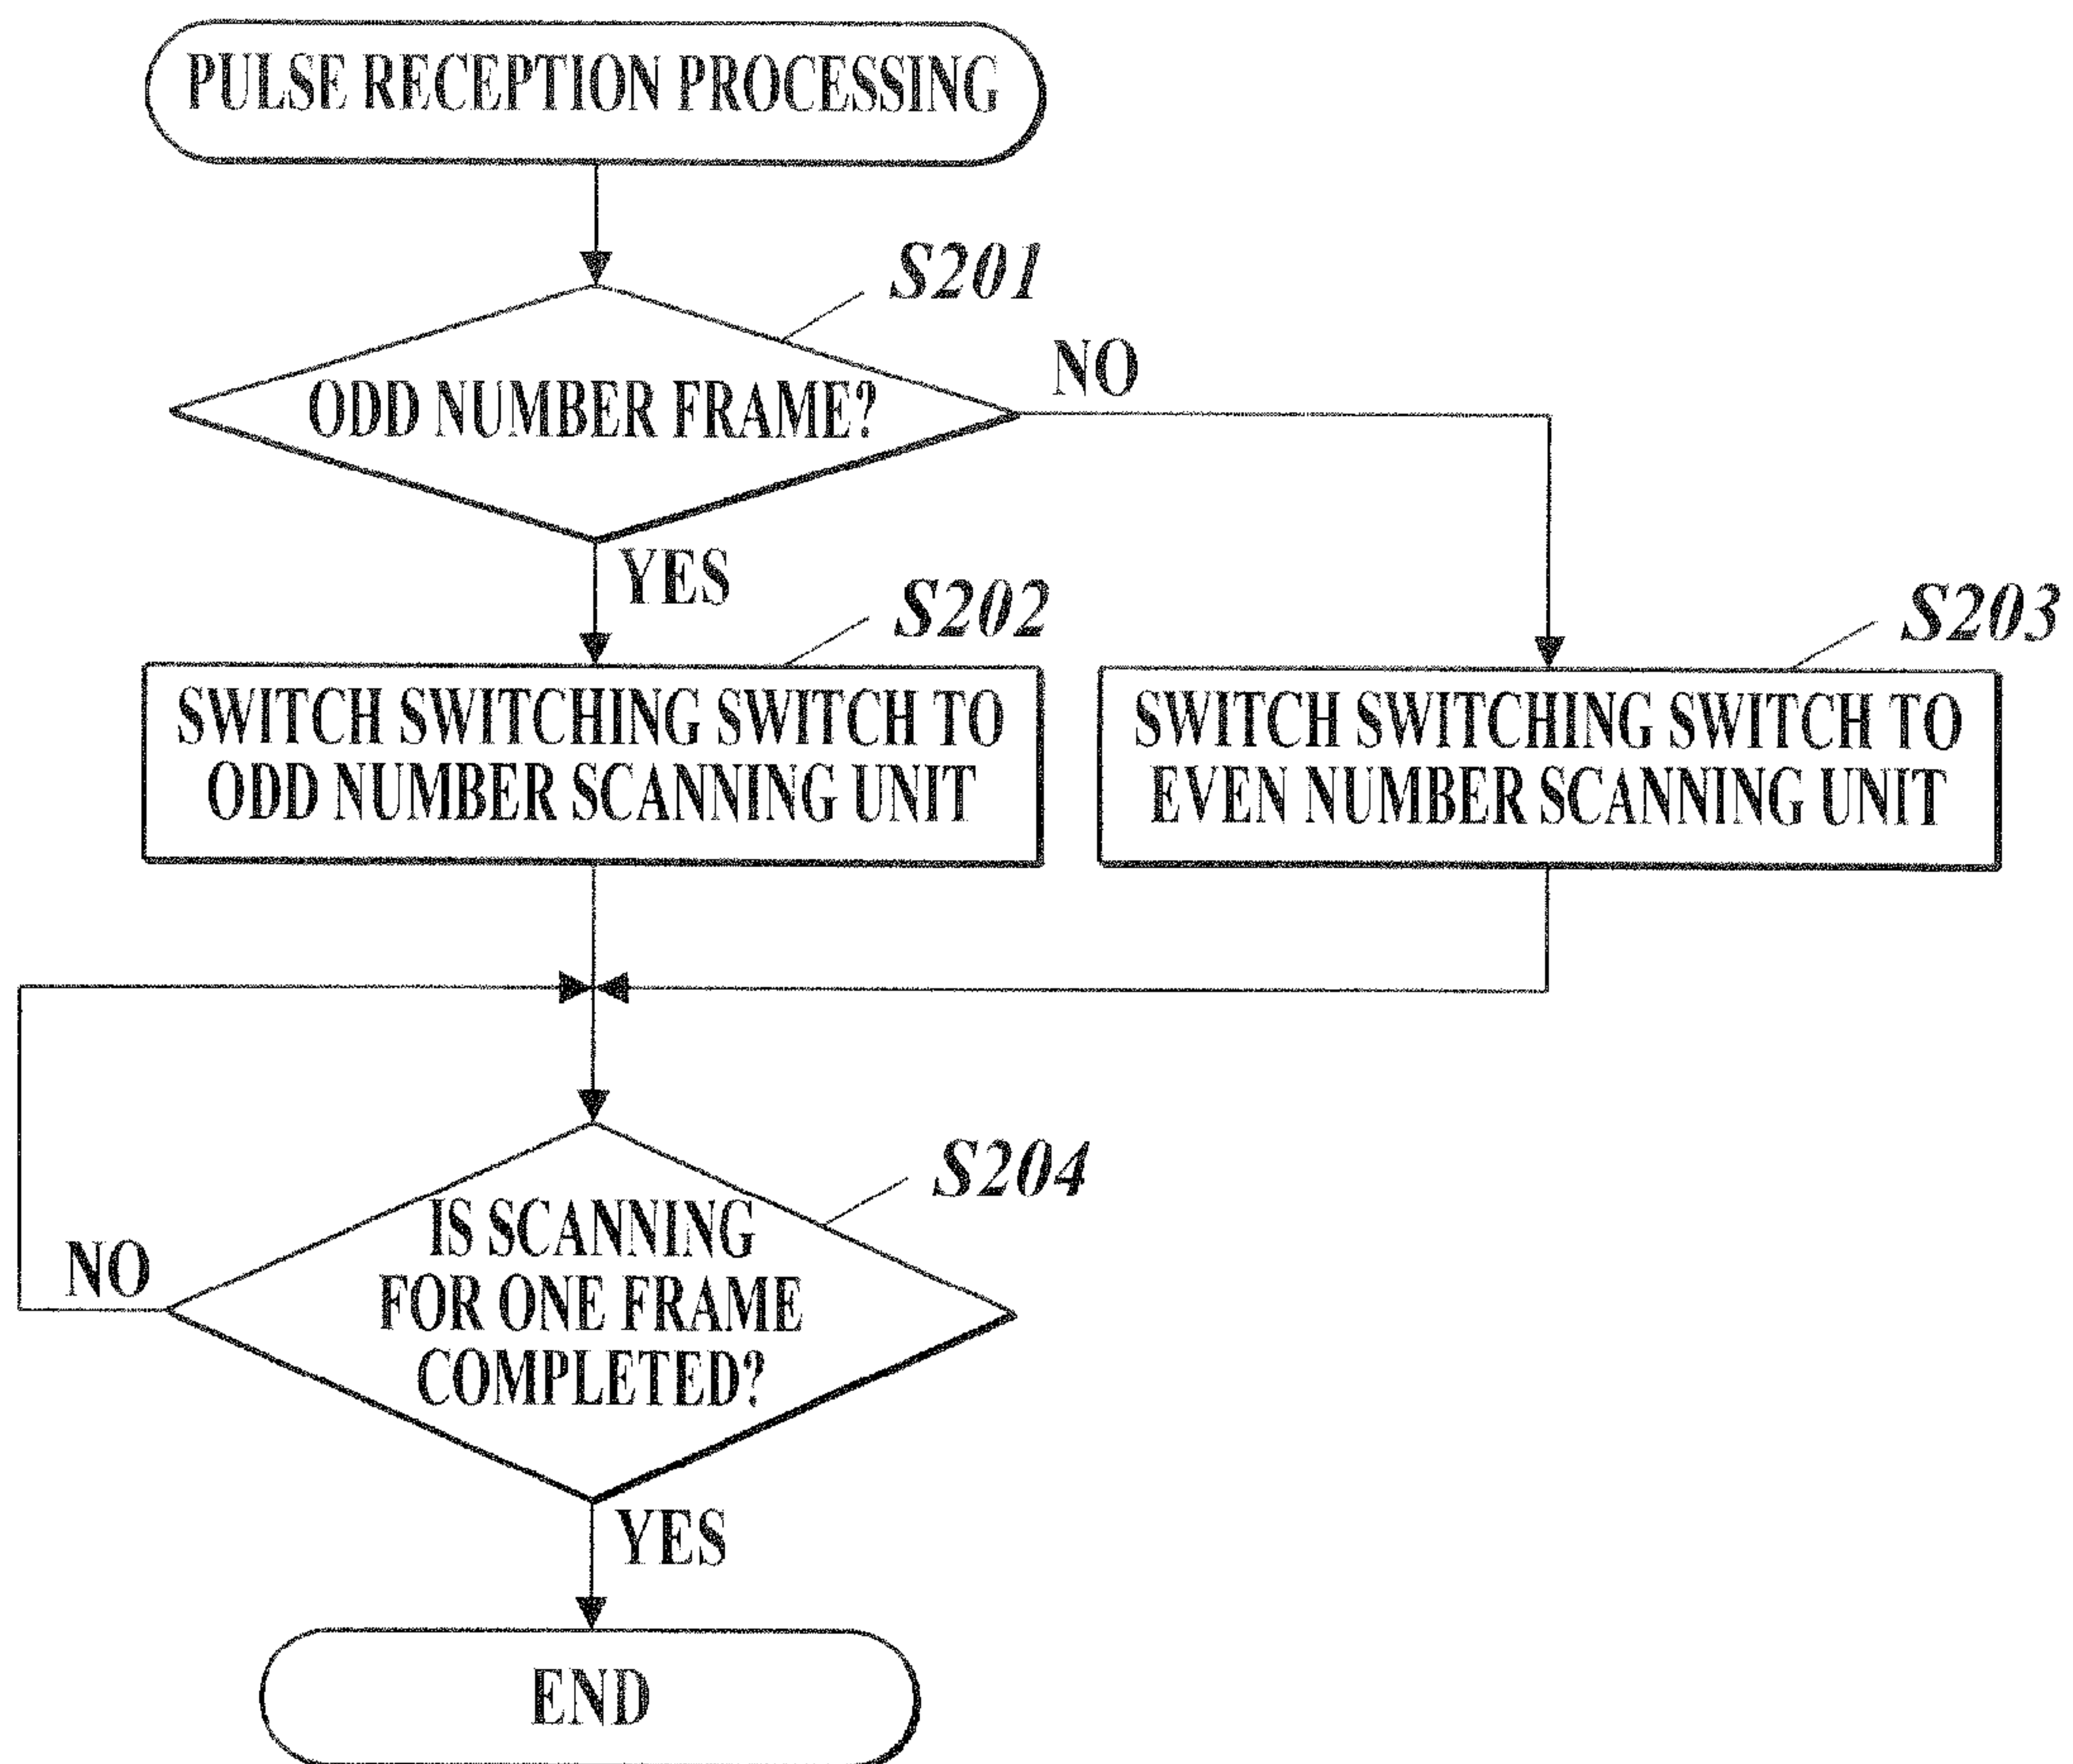 PULSE RECEPTION PROCESSING
S201
ODD NUMBER FRAME?
NO
YES
S202
SWITCH SWITCHING SWITCH TO
ODD NUMBER SCANNING UNIT
S203
SWITCH SWITCHING SWITCH TO
EVEN NUMBER SCANNING UNIT
S204
IS SCANNING
FOR ONE FRAME
COMPLETED?
NO
YES
END